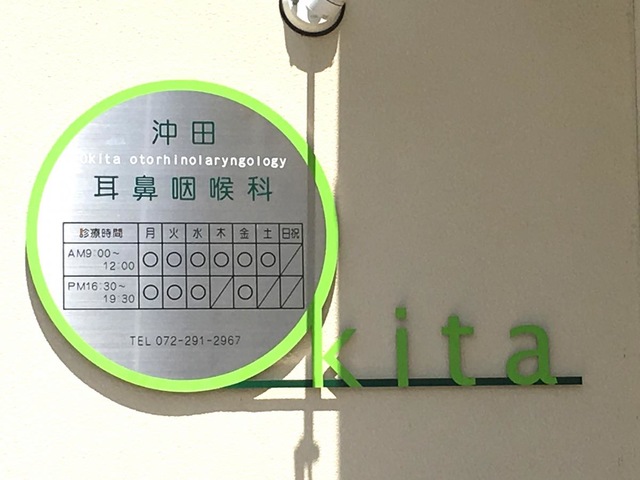 沖田
okita otorhinolaryngology
耳鼻咽喉科
診療時間 月 火 水 木 金 土 日祝
AM9:00～12:00 ○ ○ ○ ○ ○ ○ ／
PM16:30～19:30 ○ ○ ○ ／ ○ ／ ／
TEL 072-291-2967
kita